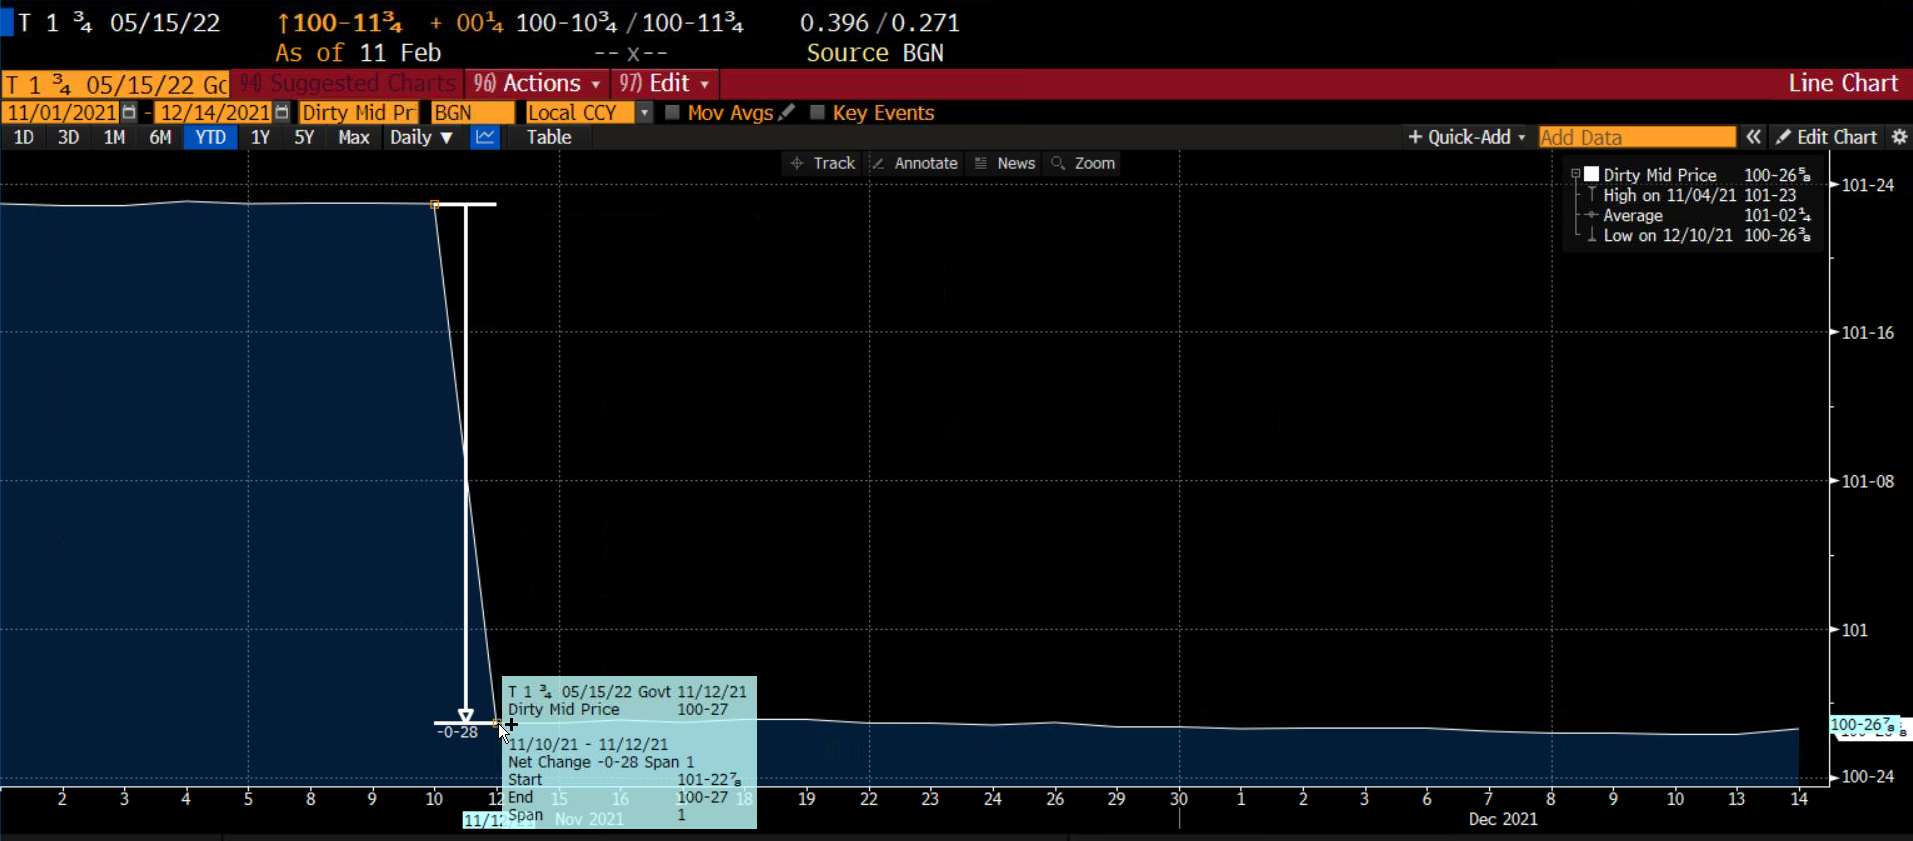 T 1 ¾ 05/15/22 ↑100-11¾ + 00¼ 100-10¾ / 100-11¾ 0.396 / 0.271
As of 11 Feb -- x -- Source BGN
T 1 ¾ 05/15/22 Gc 94) Suggested Charts 96) Actions 97) Edit Line Chart
11/01/2021 - 12/14/2021 Dirty Mid Pr BGN Local CCY Mov Avgs Key Events
1D 3D 1M 6M YTD 1Y 5Y Max Daily ▼ Table + Quick-Add Add Data « Edit Chart
Track Annotate News Zoom
Dirty Mid Price 100-26⅝
High on 11/04/21 101-23
Average 101-02¼
Low on 12/10/21 100-26⅜
101-24
101-16
101-08
101
100-26⅞
100-24
-0-28
T 1 ¾ 05/15/22 Govt 11/12/21
Dirty Mid Price 100-27
11/10/21 - 11/12/21
Net Change -0-28 Span 1
Start 101-22⅞
End 100-27
Span 1
2 3 4 5 8 9 10 12 15 16 18 19 22 23 24 26 29 30 1 2 3 6 7 8 9 10 13 14
11/12/21 Nov 2021 Dec 2021